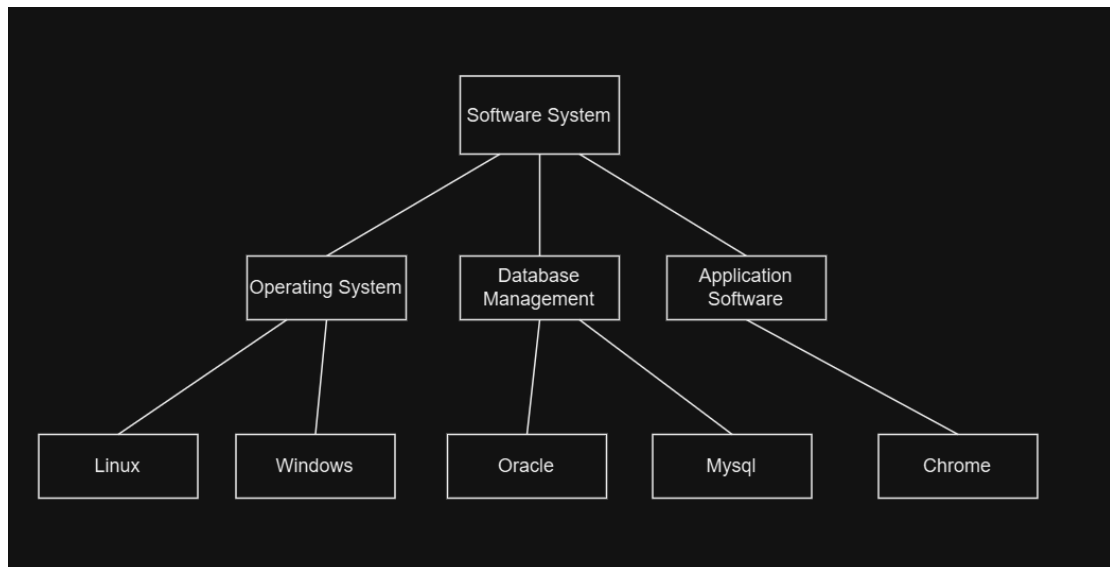 Software System
Operating System
Database
Management
Application
Software
Linux
Windows
Oracle
Mysql
Chrome